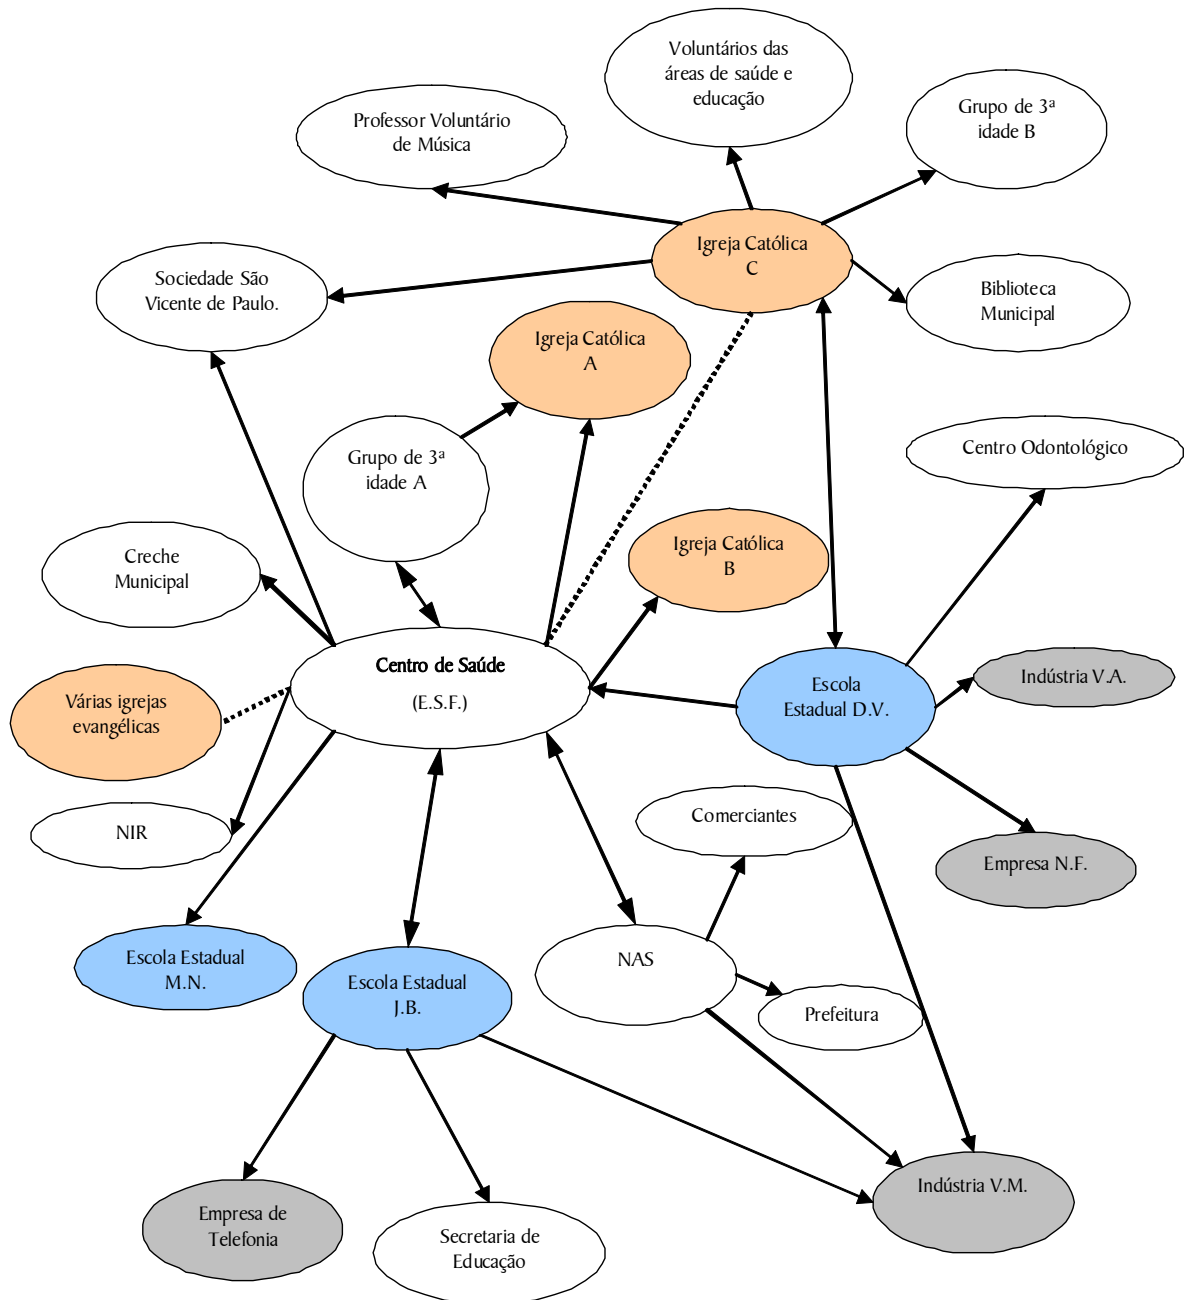 Voluntários das
áreas de saúde e
educação
Professor Voluntário
de Música
Grupo de 3ª
idade B
Igreja Católica
C
Sociedade São
Vicente de Paulo.
Biblioteca
Municipal
Igreja Católica
A
Grupo de 3ª
idade A
Centro Odontológico
Creche
Municipal
Igreja Católica
B
Centro de Saúde
(E.S.F.)
Várias igrejas
evangélicas
Escola
Estadual D.V.
Indústria V.A.
NIR
Comerciantes
Empresa N.F.
Escola Estadual
M.N.
Escola Estadual
J.B.
NAS
Prefeitura
Indústria V.M.
Empresa de
Telefonia
Secretaria de
Educação